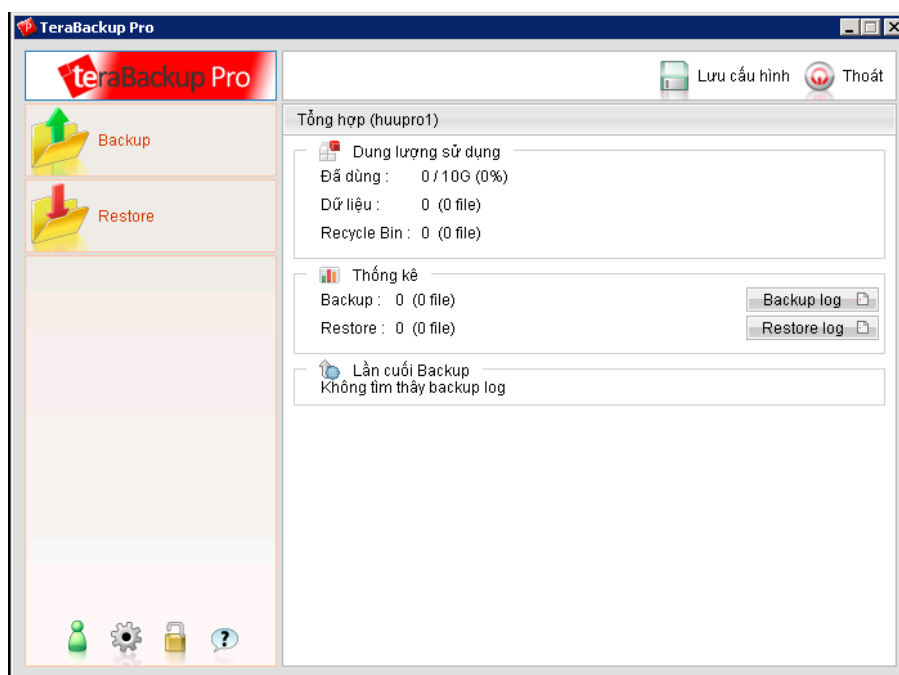 TeraBackup Pro
teraBackup Pro
Lưu cấu hình
Thoát
Backup
Restore
Tổng hợp (huupro1)
Dung lượng sử dụng
Đã dùng : 0 / 10G (0%)
Dữ liệu : 0 (0 file)
Recycle Bin : 0 (0 file)
Thống kê
Backup : 0 (0 file)
Backup log
Restore : 0 (0 file)
Restore log
Lần cuối Backup
Không tìm thấy backup log
?